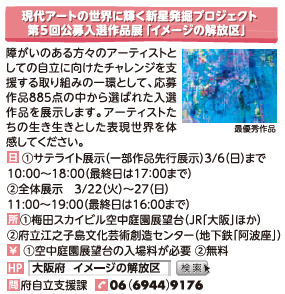 現代アートの世界に輝く新星発掘プロジェクト
第5回公募入選作品展「イメージの解放区」
障がいのある方々のアーティストと
しての自立に向けたチャレンジを支
援する取り組みの一環として、応募
作品885点の中から選ばれた入選
作品を展示します。アーティストた
ちの生き生きとした表現世界を体
感してください。
最優秀作品
日 ①サテライト展示(一部作品先行展示)3/6(日)まで
10:00～18:00(最終日は17:00まで)
②全体展示　3/22(火)～27(日)
11:00～19:00(最終日は16:00まで)
所 ①梅田スカイビル空中庭園展望台(JR「大阪」ほか)
②府立江之子島文化芸術創造センター(地下鉄「阿波座」)
￥ ①空中庭園展望台の入場料が必要 ②無料
HP 大阪府 イメージの解放区 検索
問 府自立支援課 06(6944)9176